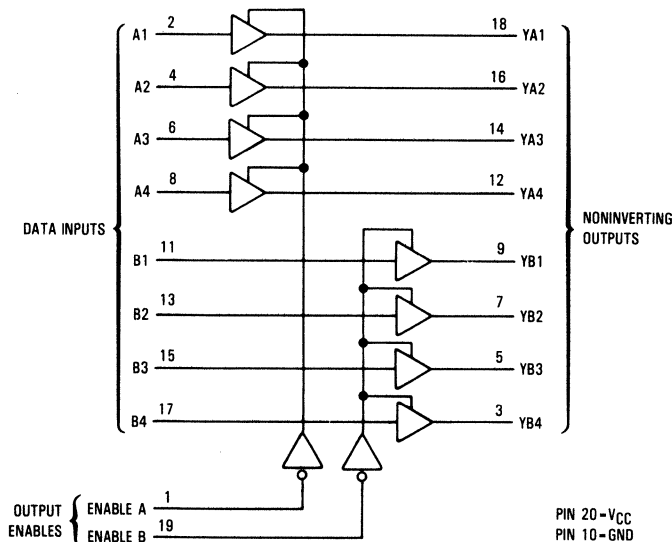 A1 2 18 YA1
A2 4 16 YA2
A3 6 14 YA3
A4 8 12 YA4
DATA INPUTS
NONINVERTING
OUTPUTS
B1 11 9 YB1
B2 13 7 YB2
B3 15 5 YB3
B4 17 3 YB4
OUTPUT
ENABLES
ENABLE A 1
ENABLE B 19
PIN 20=VCC
PIN 10=GND